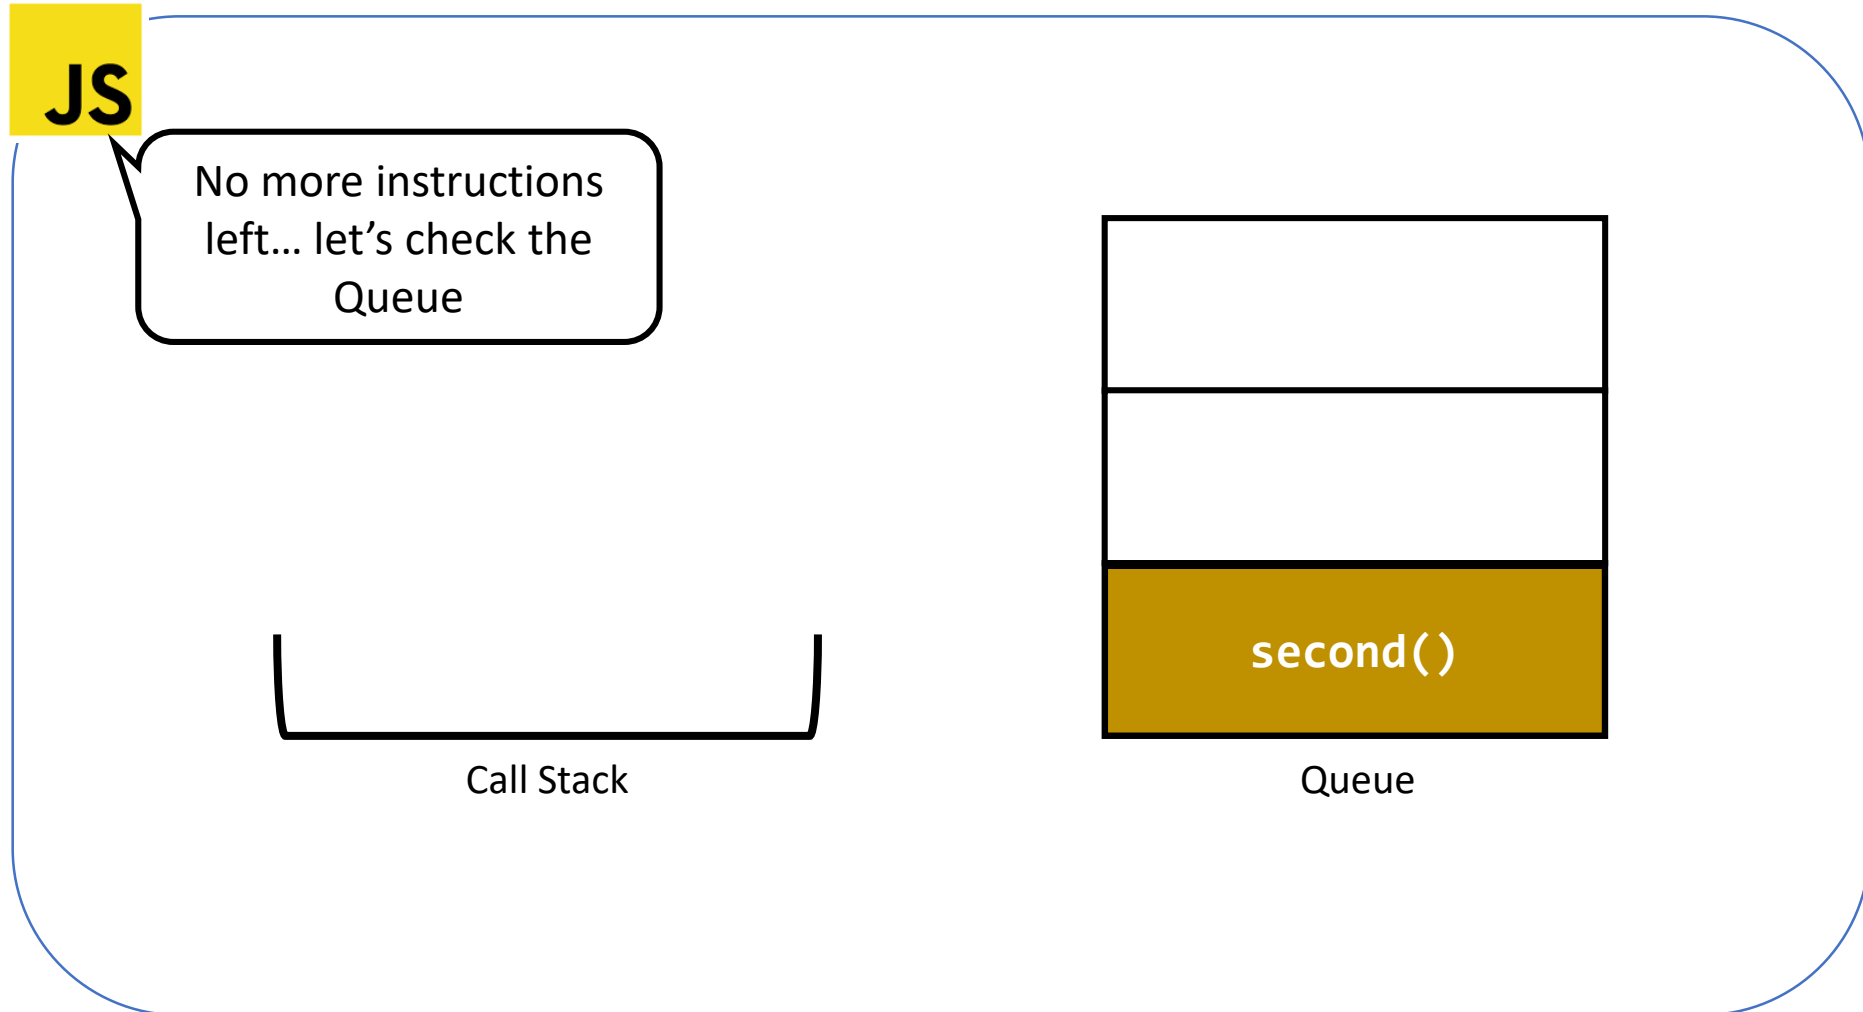 JS
No more instructions
left… let’s check the
Queue
second()
Call Stack
Queue